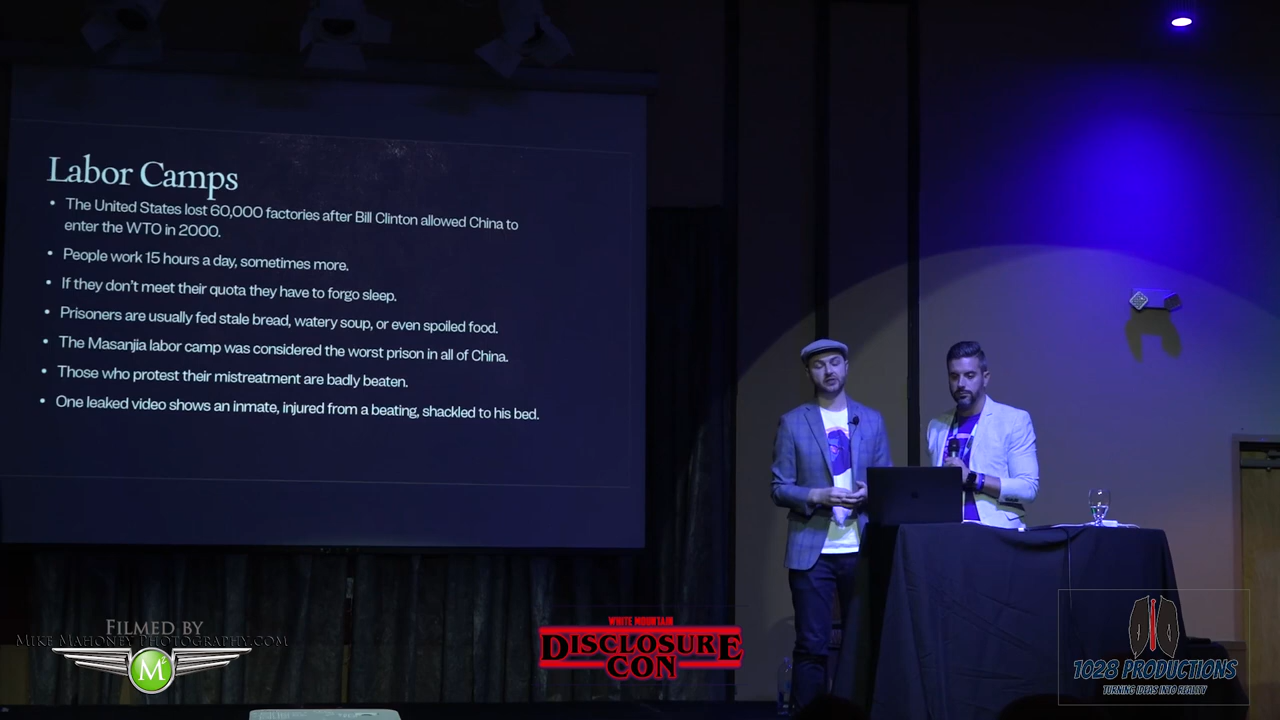 Labor Camps
• The United States lost 60,000 factories after Bill Clinton allowed China to
enter the WTO in 2000.
• People work 15 hours a day, sometimes more.
• If they don't meet their quota they have to forgo sleep.
• Prisoners are usually fed stale bread, watery soup, or even spoiled food.
• The Masanjia labor camp was considered the worst prison in all of China.
• Those who protest their mistreatment are badly beaten.
• One leaked video shows an inmate, injured from a beating, shackled to his bed.
FILMED BY
MIKE MAHONEY PHOTOGRAPHY.COM
M²
WHITE MOUNTAIN
DISCLOSURE
CON
1028 PRODUCTIONS
TURNING IDEAS INTO REALITY